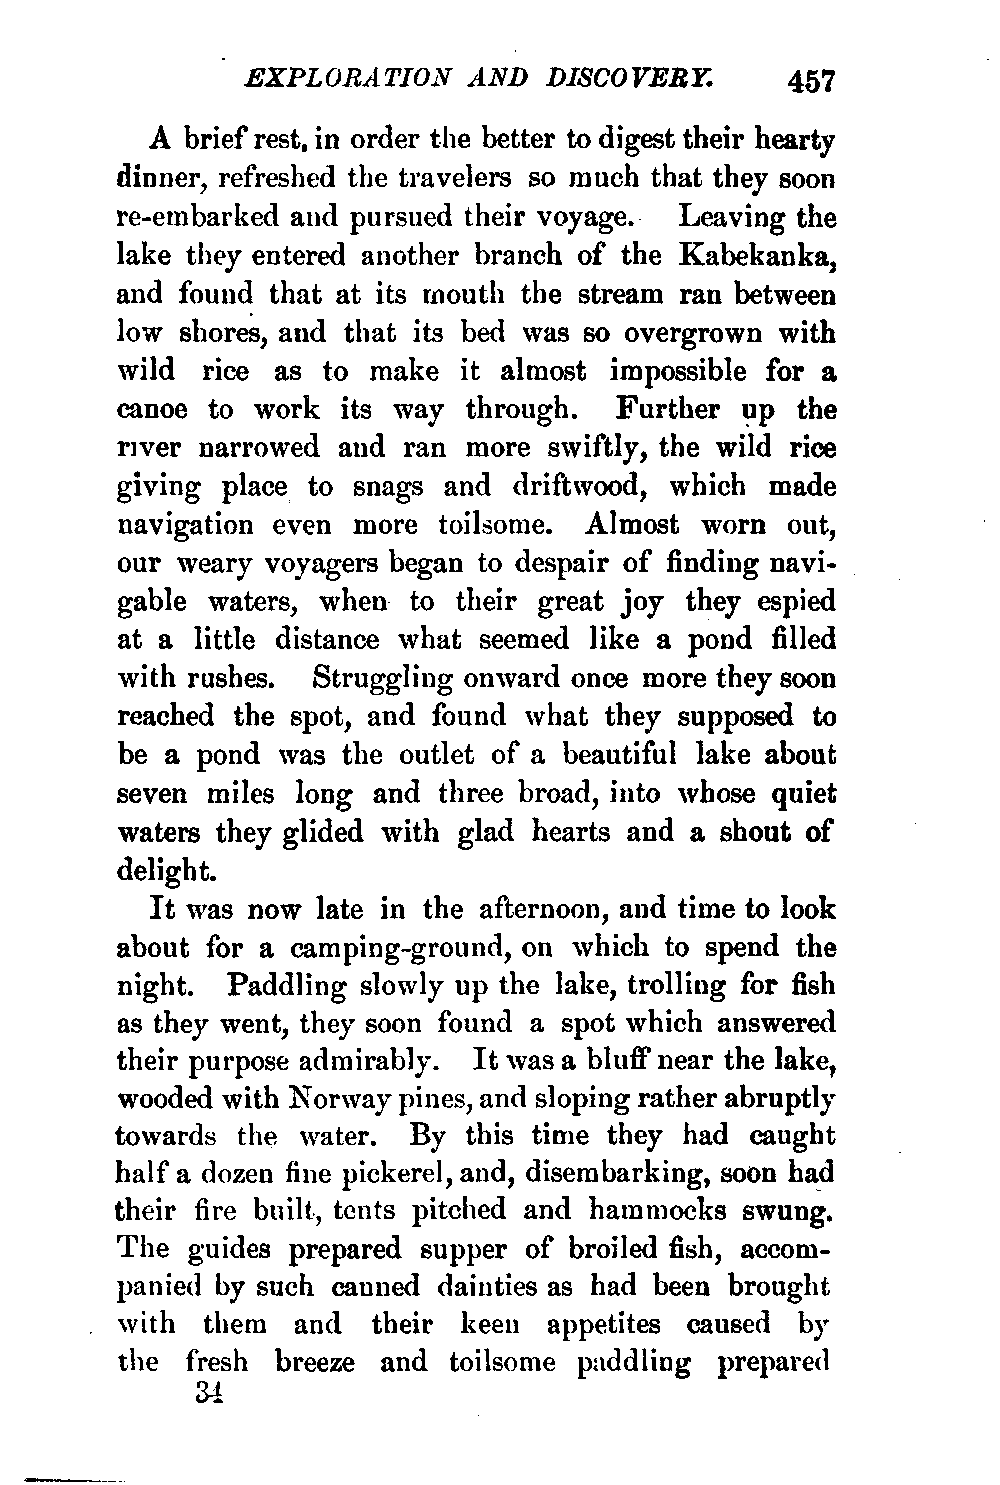 EXPLORATION AND DISCOVERY. 457
A brief rest, in order the better to digest their hearty
dinner, refreshed the travelers so much that they soon
re-embarked and pursued their voyage. Leaving the
lake they entered another branch of the Kabekanka,
and found that at its mouth the stream ran between
low shores, and that its bed was so overgrown with
wild rice as to make it almost impossible for a
canoe to work its way through. Further up the
river narrowed and ran more swiftly, the wild rice
giving place to snags and driftwood, which made
navigation even more toilsome. Almost worn out,
our weary voyagers began to despair of finding navi-
gable waters, when to their great joy they espied
at a little distance what seemed like a pond filled
with rushes. Struggling onward once more they soon
reached the spot, and found what they supposed to
be a pond was the outlet of a beautiful lake about
seven miles long and three broad, into whose quiet
waters they glided with glad hearts and a shout of
delight.
It was now late in the afternoon, and time to look
about for a camping-ground, on which to spend the
night. Paddling slowly up the lake, trolling for fish
as they went, they soon found a spot which answered
their purpose admirably. It was a bluff near the lake,
wooded with Norway pines, and sloping rather abruptly
towards the water. By this time they had caught
half a dozen fine pickerel, and, disembarking, soon had
their fire built, tents pitched and hammocks swung.
The guides prepared supper of broiled fish, accom-
panied by such canned dainties as had been brought
with them and their keen appetites caused by
the fresh breeze and toilsome paddling prepared
34